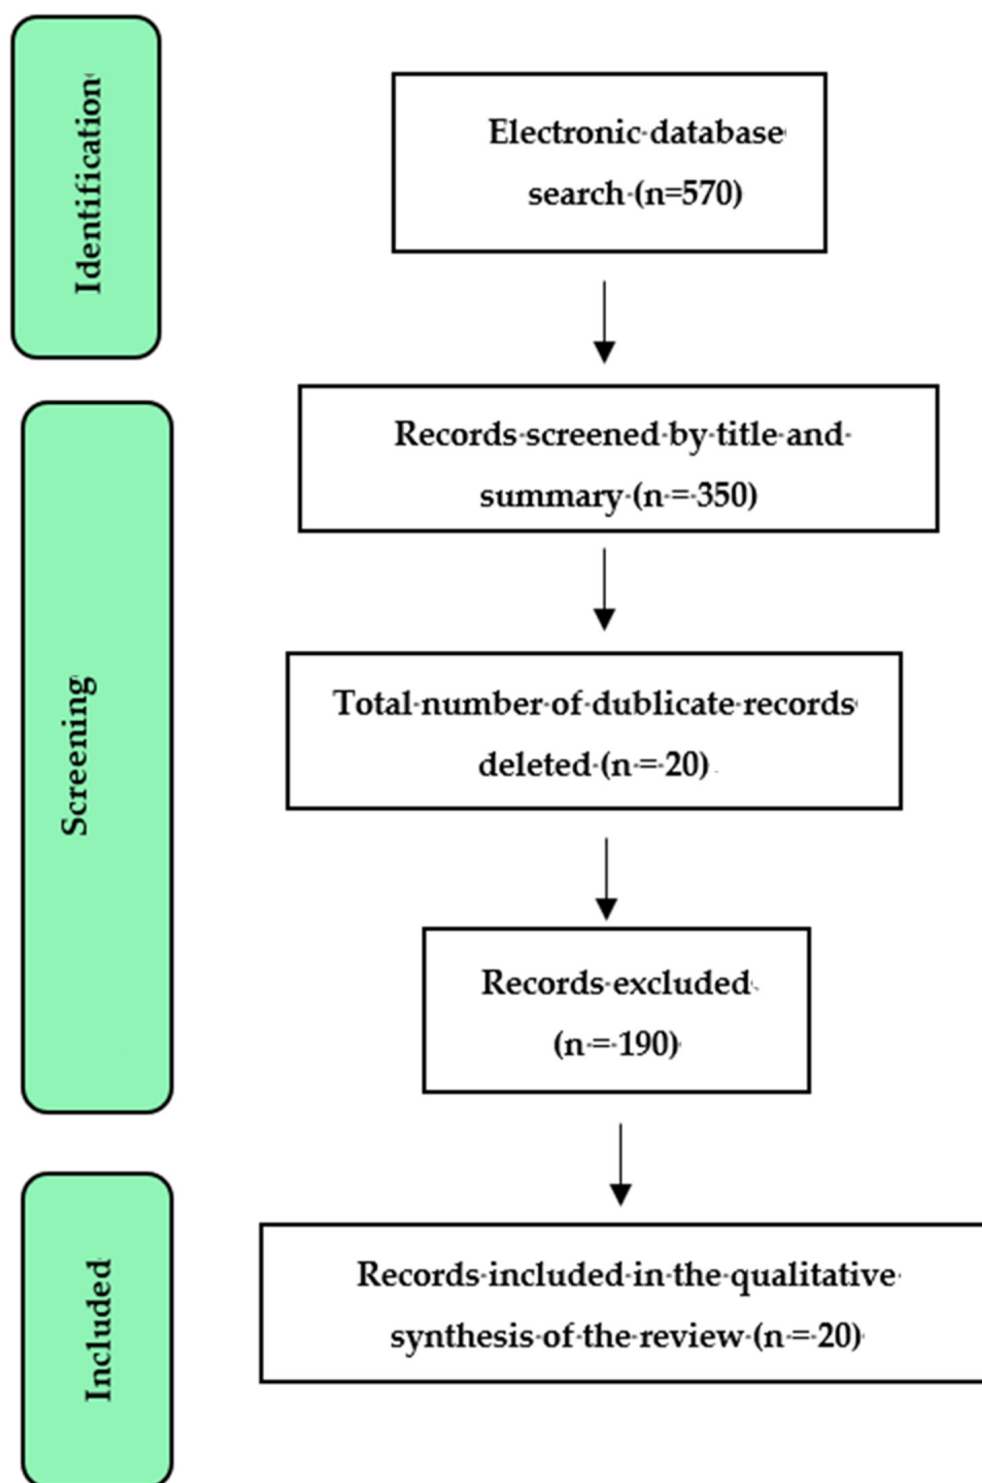 Identification
Electronic database
search (n=570)
Screening
Records screened by title and
summary (n = 350)
Total number of dublicate records
deleted (n = 20)
Records excluded
(n = 190)
Included
Records included in the qualitative
synthesis of the review (n = 20)